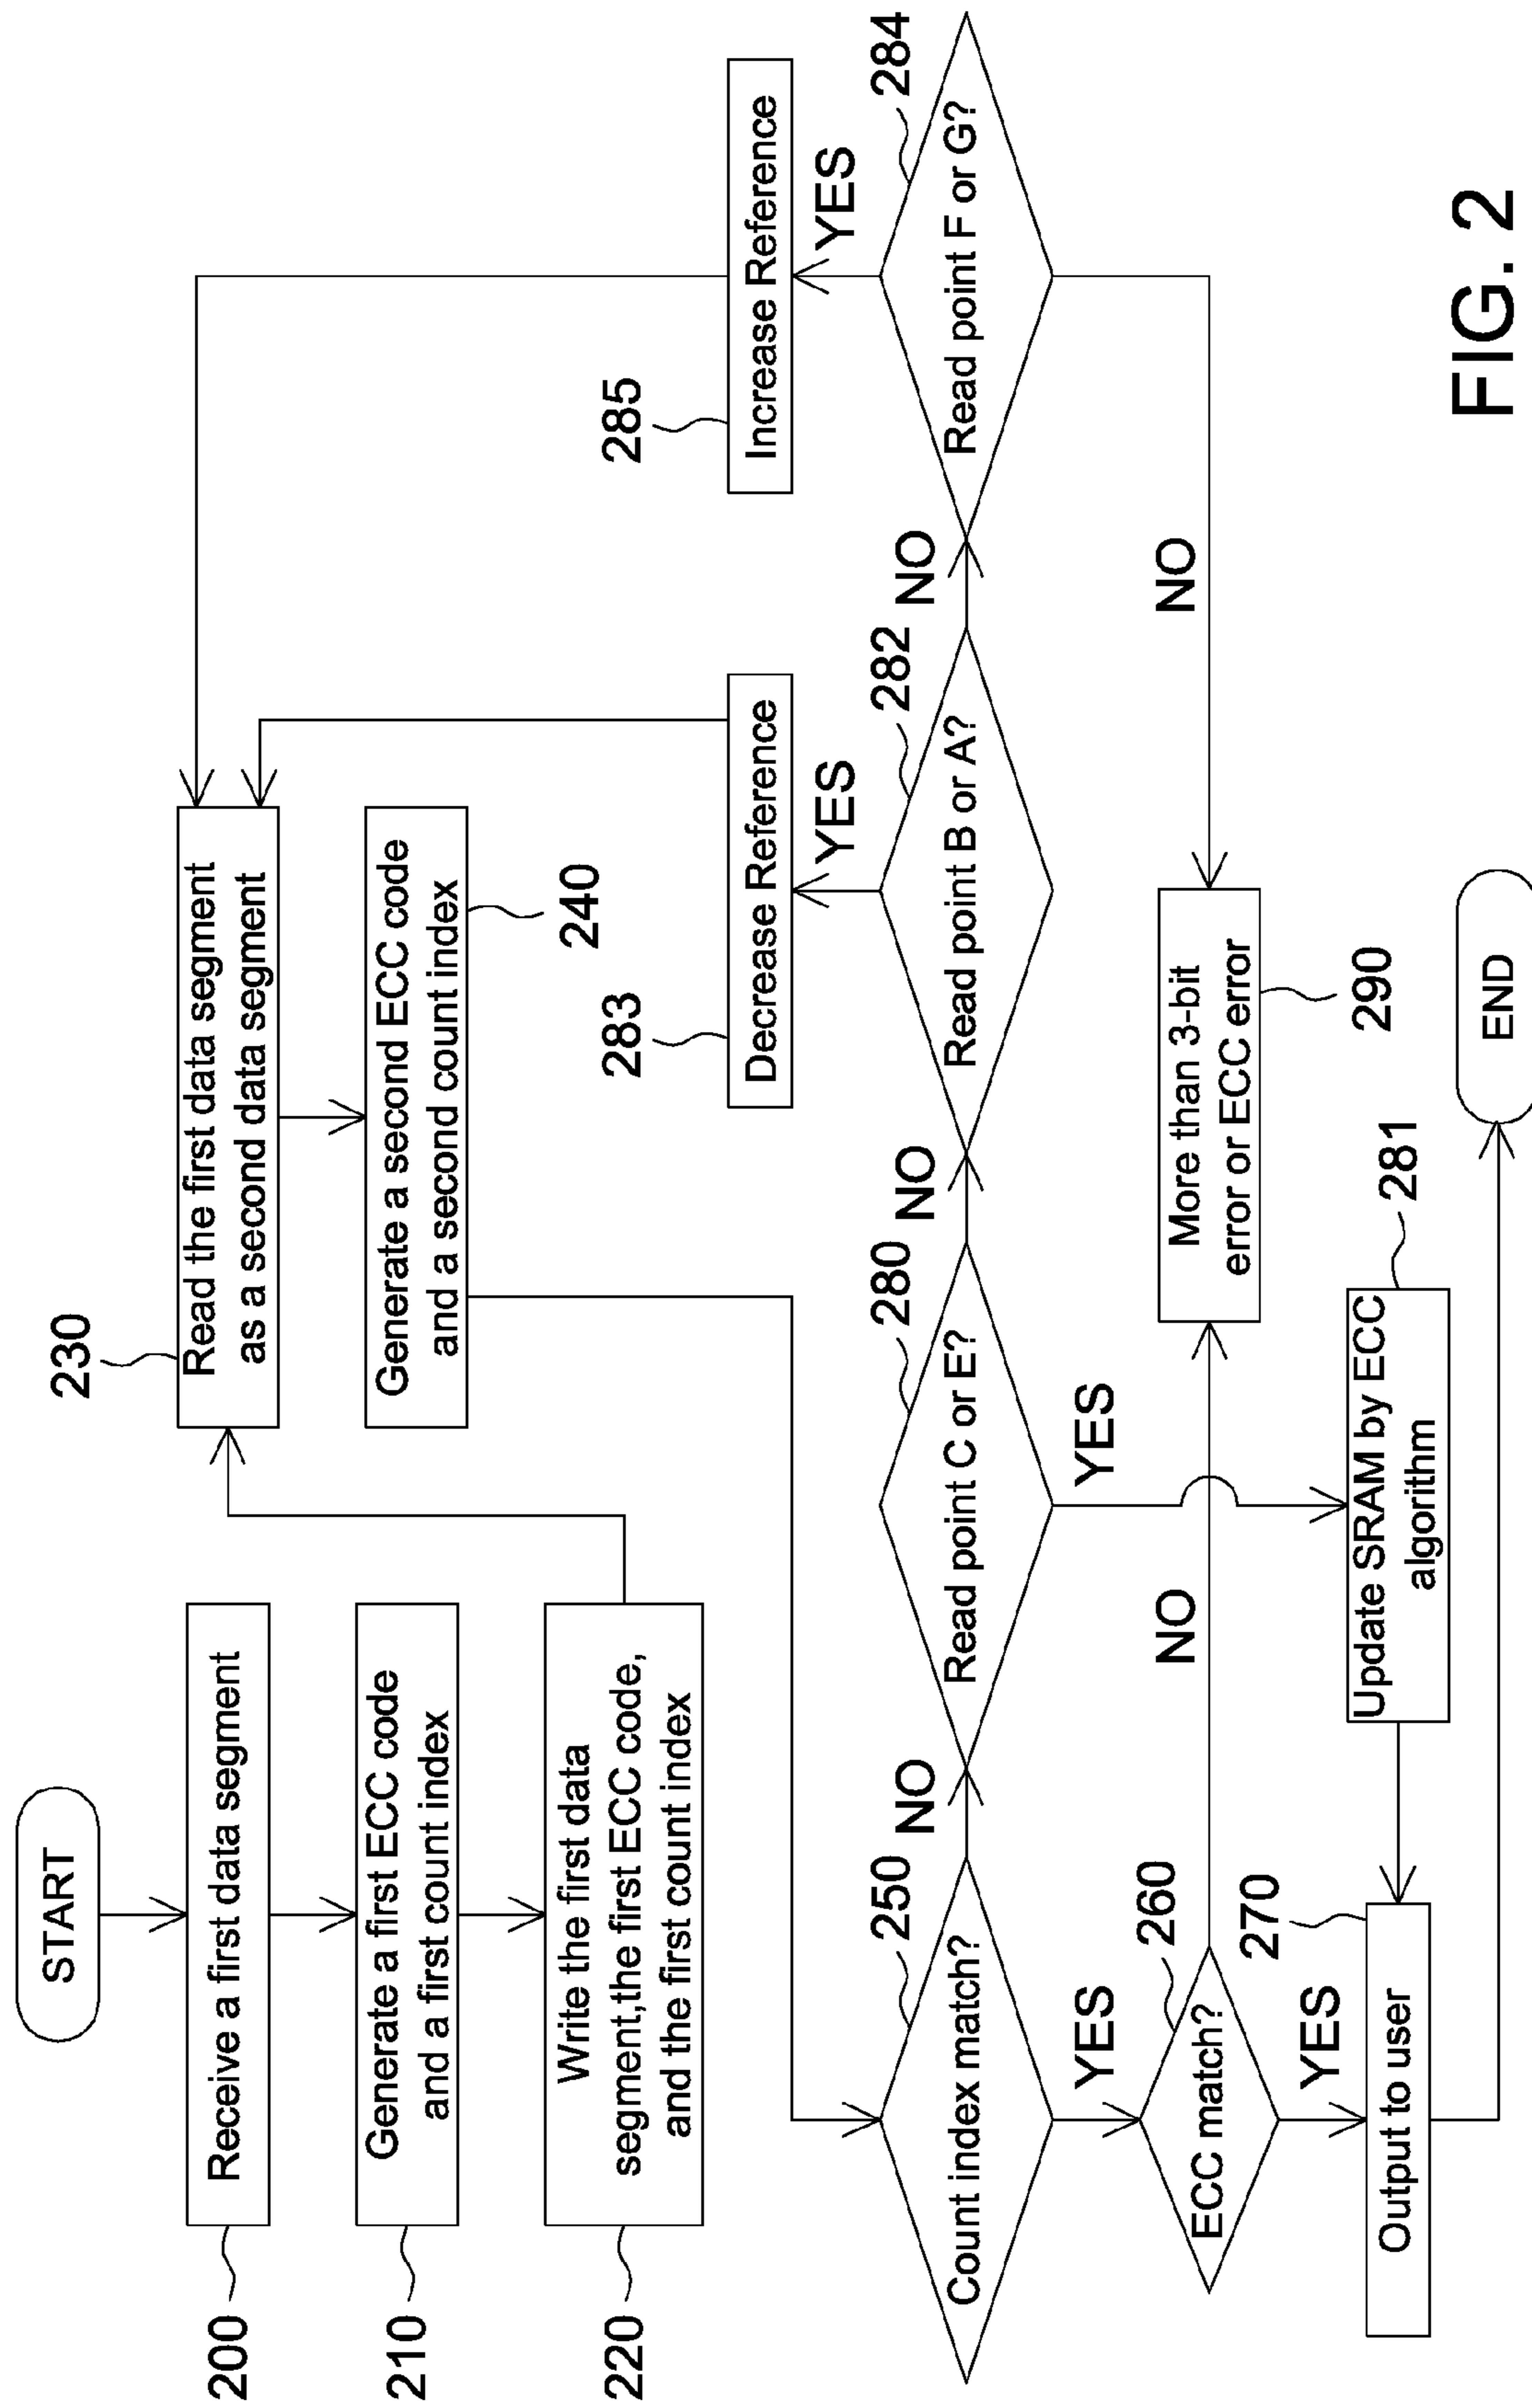 START
200
Receive a first data segment
210
Generate a first ECC code
and a first count index
220
Write the first data
segment,the first ECC code,
and the first count index
230
Read the first data segment
as a second data segment
240
Generate a second ECC code
and a second count index
250
Count index match?
NO
YES
260
ECC match?
NO
YES
270
Output to user
280
Read point C or E?
NO
YES
281
Update SRAM by ECC
algorithm
282
Read point B or A?
NO
YES
283
Decrease Reference
284
Read point F or G?
YES
NO
285
Increase Reference
290
More than 3-bit
error or ECC error
END
FIG. 2